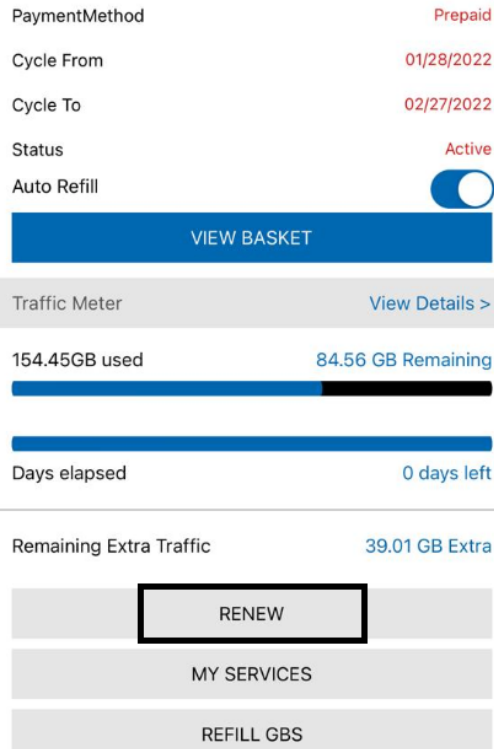 PaymentMethod Prepaid
Cycle From 01/28/2022
Cycle To 02/27/2022
Status Active
Auto Refill
VIEW BASKET
Traffic Meter View Details >
154.45GB used 84.56 GB Remaining
Days elapsed 0 days left
Remaining Extra Traffic 39.01 GB Extra
RENEW
MY SERVICES
REFILL GBS